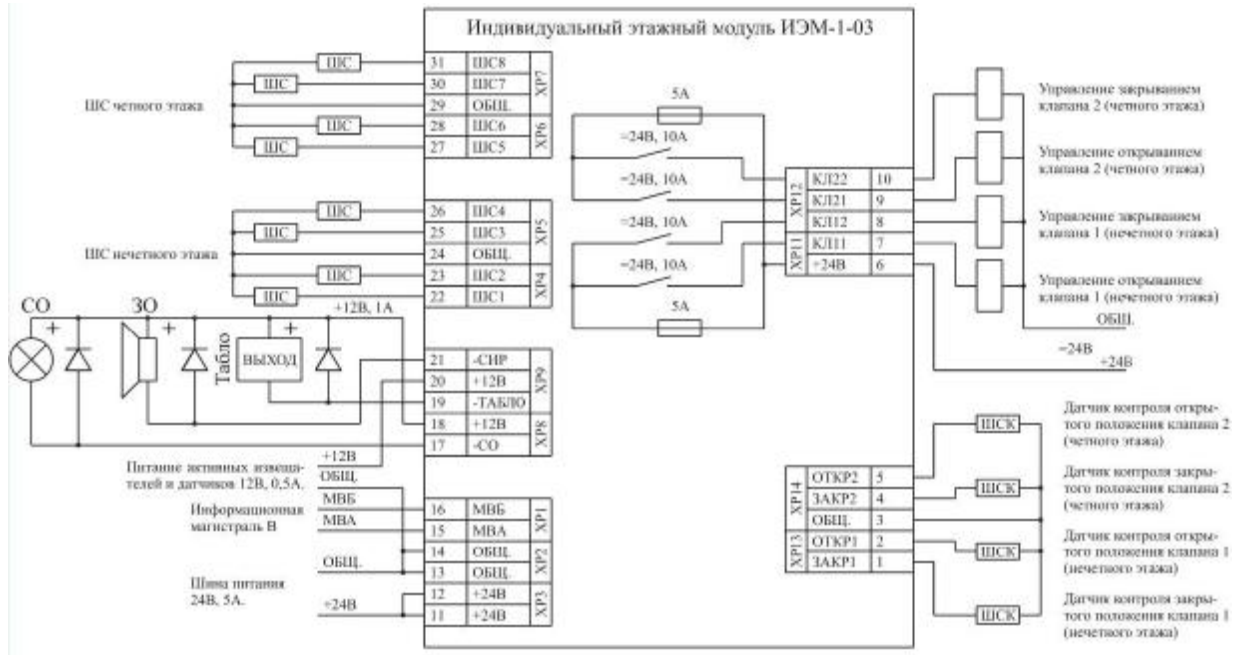 Индивидуальный этажный модуль ИЭМ-1-03
ШС четного этажа
ШС
ШС
ШС
ШС
31 ШС8
30 ШС7
29 ОБЩ.
28 ШС6
27 ШС5
XP7
XP6
ШС нечетного этажа
ШС
ШС
ШС
ШС
26 ШС4
25 ШС3
24 ОБЩ.
23 ШС2
22 ШС1
XP5
XP4
СО
+
ЗО
+
Табло
+
ВЫХОД
+12В, 1А
21 -СИР
20 +12В
19 -ТАБЛО
18 +12В
17 -СО
XP9
XP8
Питание активных извеща-
телей и датчиков 12В, 0,5А.
+12В
ОБЩ.
Информационная
магистраль В
МВБ
МВА
Шина питания
24В, 5А.
ОБЩ.
+24В
16 МВБ
15 МВА
14 ОБЩ.
13 ОБЩ.
12 +24В
11 +24В
XP1
XP2
XP3
5А
=24В, 10А
=24В, 10А
=24В, 10А
=24В, 10А
5А
XP12
XP11
КЛ22 10
КЛ21 9
КЛ12 8
КЛ11 7
+24В 6
Управление закрыванием
клапана 2 (четного этажа)
Управление открыванием
клапана 2 (четного этажа)
Управление закрыванием
клапана 1 (нечетного этажа)
Управление открыванием
клапана 1 (нечетного этажа)
ОБЩ.
=24В
+24В
XP14
XP13
ОТКР2 5
ЗАКР2 4
ОБЩ. 3
ОТКР1 2
ЗАКР1 1
ШСК
ШСК
ШСК
ШСК
Датчик контроля откры-
того положения клапана 2
(четного этажа)
Датчик контроля закры-
того положения клапана 2
(четного этажа)
Датчик контроля откры-
того положения клапана 1
(нечетного этажа)
Датчик контроля закры-
того положения клапана 1
(нечетного этажа)